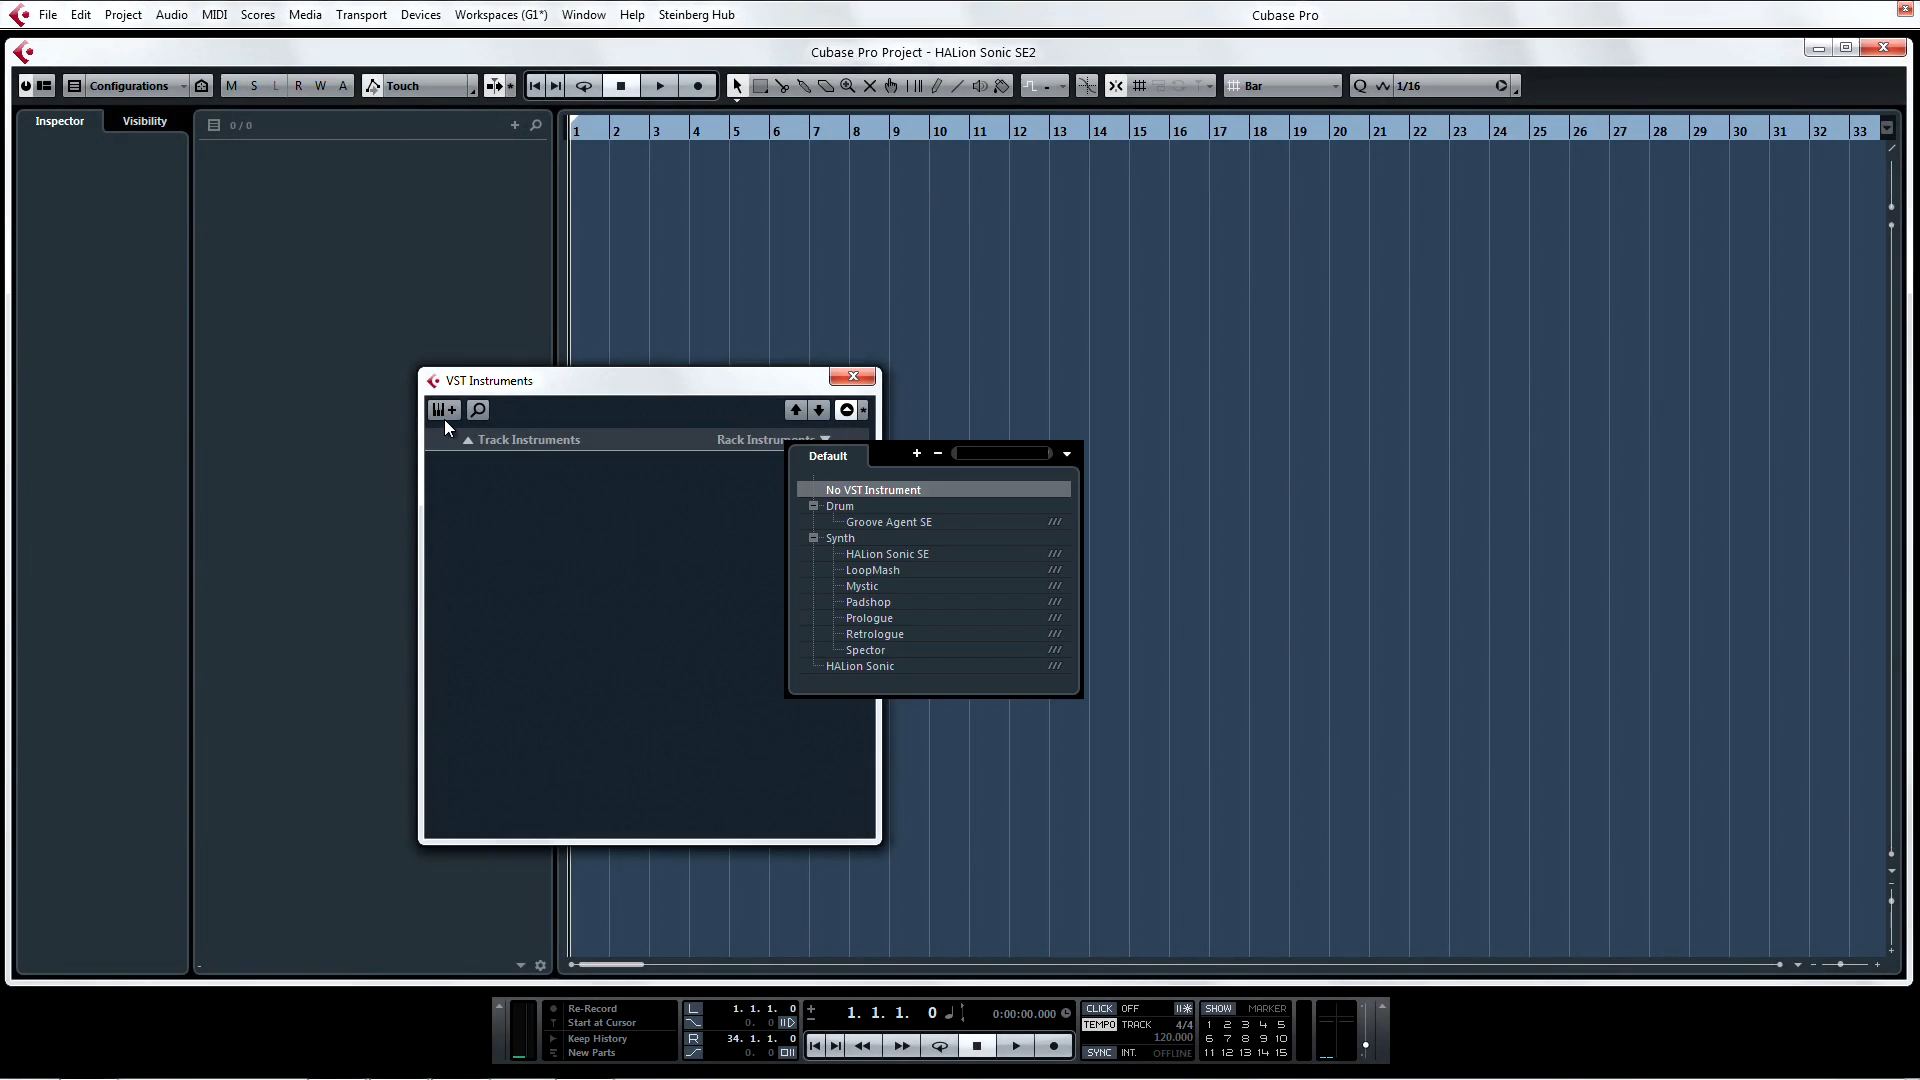 File Edit Project Audio MIDI Scores Media Transport Devices Workspaces (G1*) Window Help Steinberg Hub Cubase Pro
Cubase Pro Project - HALion Sonic SE2
Configurations M S L R W A Touch Bar Q 1/16
Inspector Visibility 0 / 0
1 2 3 4 5 6 7 8 9 10 11 12 13 14 15 16 17 18 19 20 21 22 23 24 25 26 27 28 29 30 31 32 33
VST Instruments
Track Instruments Rack Instruments
Default
No VST Instrument
Drum
Groove Agent SE
Synth
HALion Sonic SE
LoopMash
Mystic
Padshop
Prologue
Retrologue
Spector
HALion Sonic
Re-Record
Start at Cursor
Keep History
New Parts
L 1. 1. 1. 0
0. 0
R 34. 1. 1. 0
0. 0
1. 1. 1. 0 0:00:00.000
CLICK OFF
TEMPO TRACK 4/4
120.000
SYNC INT. OFFLINE
SHOW MARKER
1 2 3 4 5
6 7 8 9 10
11 12 13 14 15